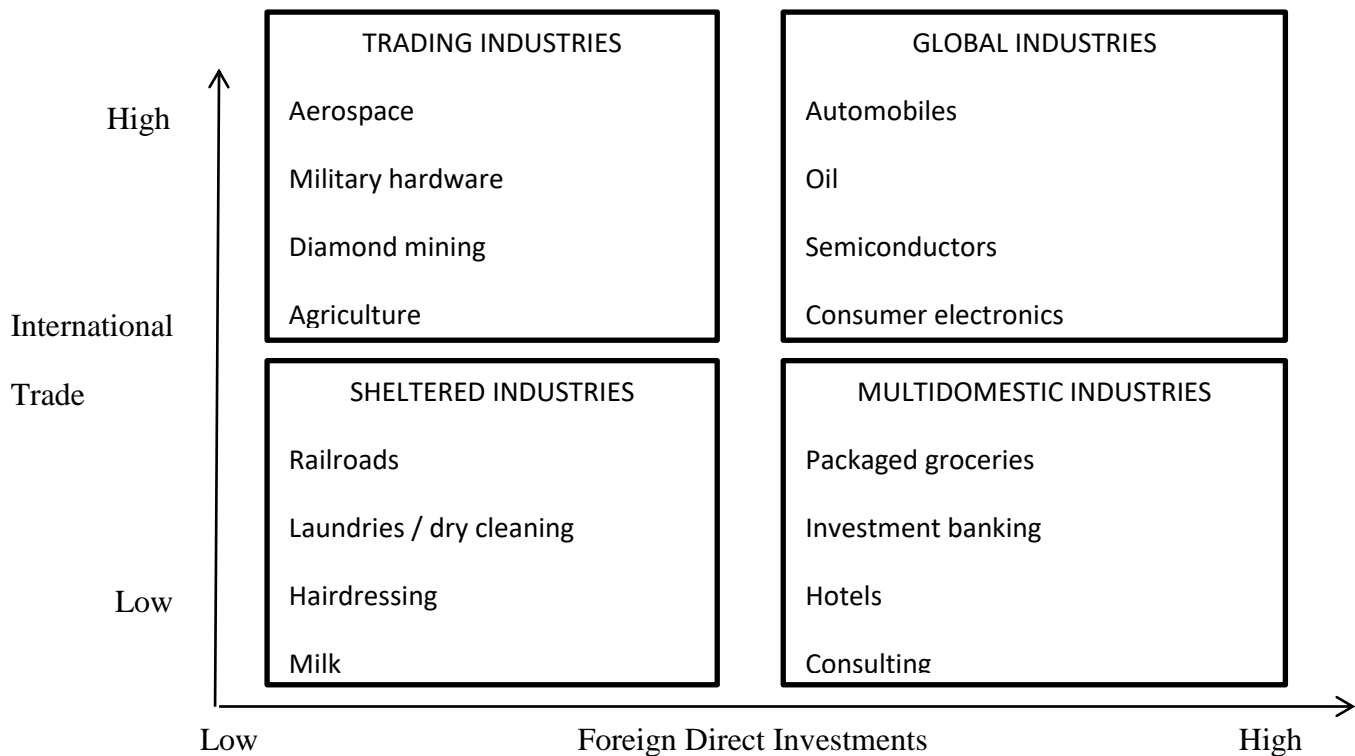 TRADING INDUSTRIES
Aerospace
Military hardware
Diamond mining
Agriculture
GLOBAL INDUSTRIES
Automobiles
Oil
Semiconductors
Consumer electronics
High
International
Trade
Low
SHELTERED INDUSTRIES
Railroads
Laundries / dry cleaning
Hairdressing
Milk
MULTIDOMESTIC INDUSTRIES
Packaged groceries
Investment banking
Hotels
Consulting
Low Foreign Direct Investments High